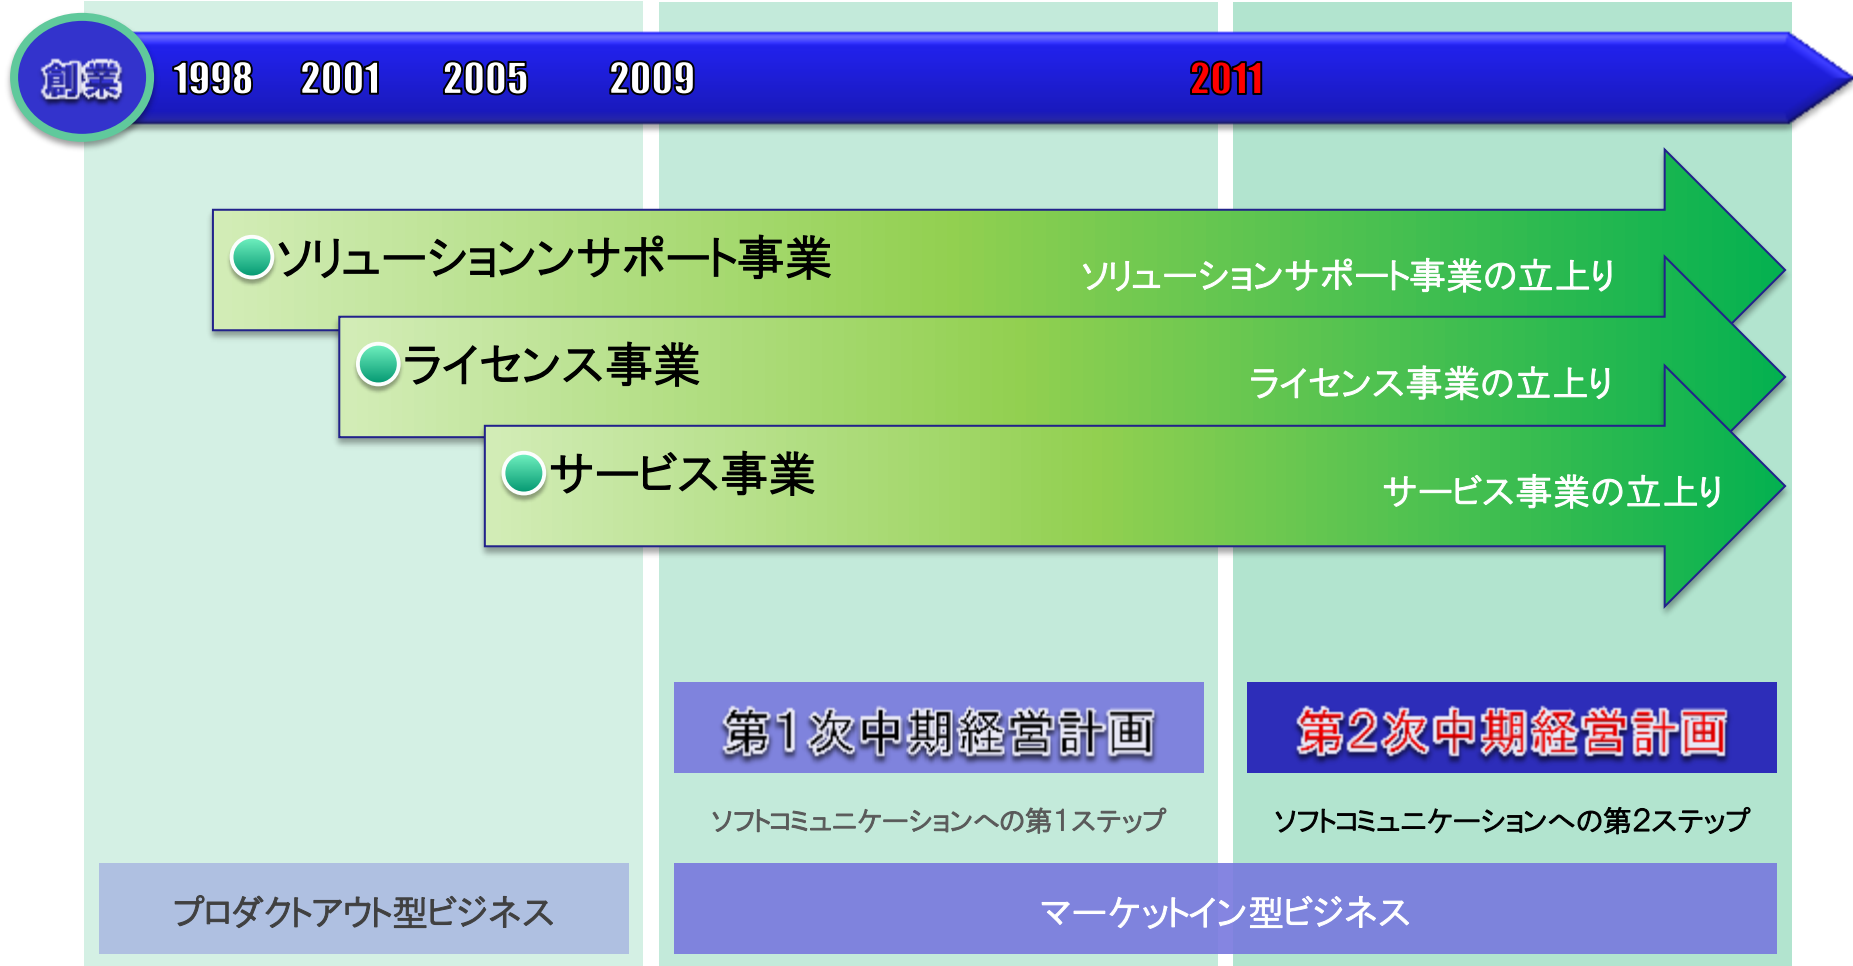 創業 1998 2001 2005 2009 2011
ソリューションンサポート事業
ソリューションサポート事業の立上り
ライセンス事業
ライセンス事業の立上り
サービス事業
サービス事業の立上り
第1次中期経営計画
第2次中期経営計画
ソフトコミュニケーションへの第1ステップ
ソフトコミュニケーションへの第2ステップ
プロダクトアウト型ビジネス
マーケットイン型ビジネス